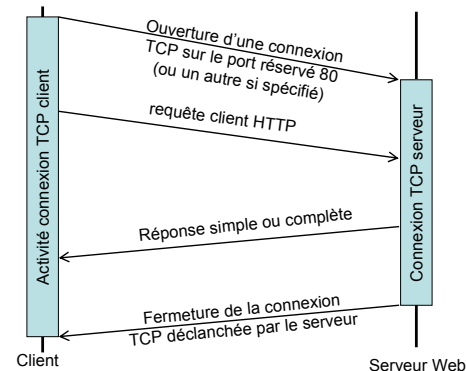 Ouverture d'une connexion
TCP sur le port réservé 80
(ou un autre si spécifié)
requête client HTTP
Activité connexion TCP client
Connexion TCP serveur
Réponse simple ou complète
Fermeture de la connexion
TCP déclanchée par le serveur
Client
Serveur Web